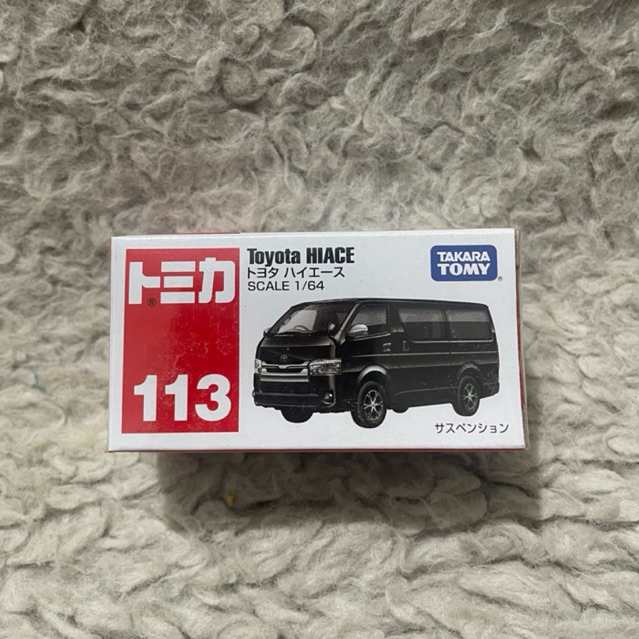 トミカ®
113
Toyota HIACE
トヨタ ハイエース
SCALE 1/64
TAKARA
TOMY®
サスペンション